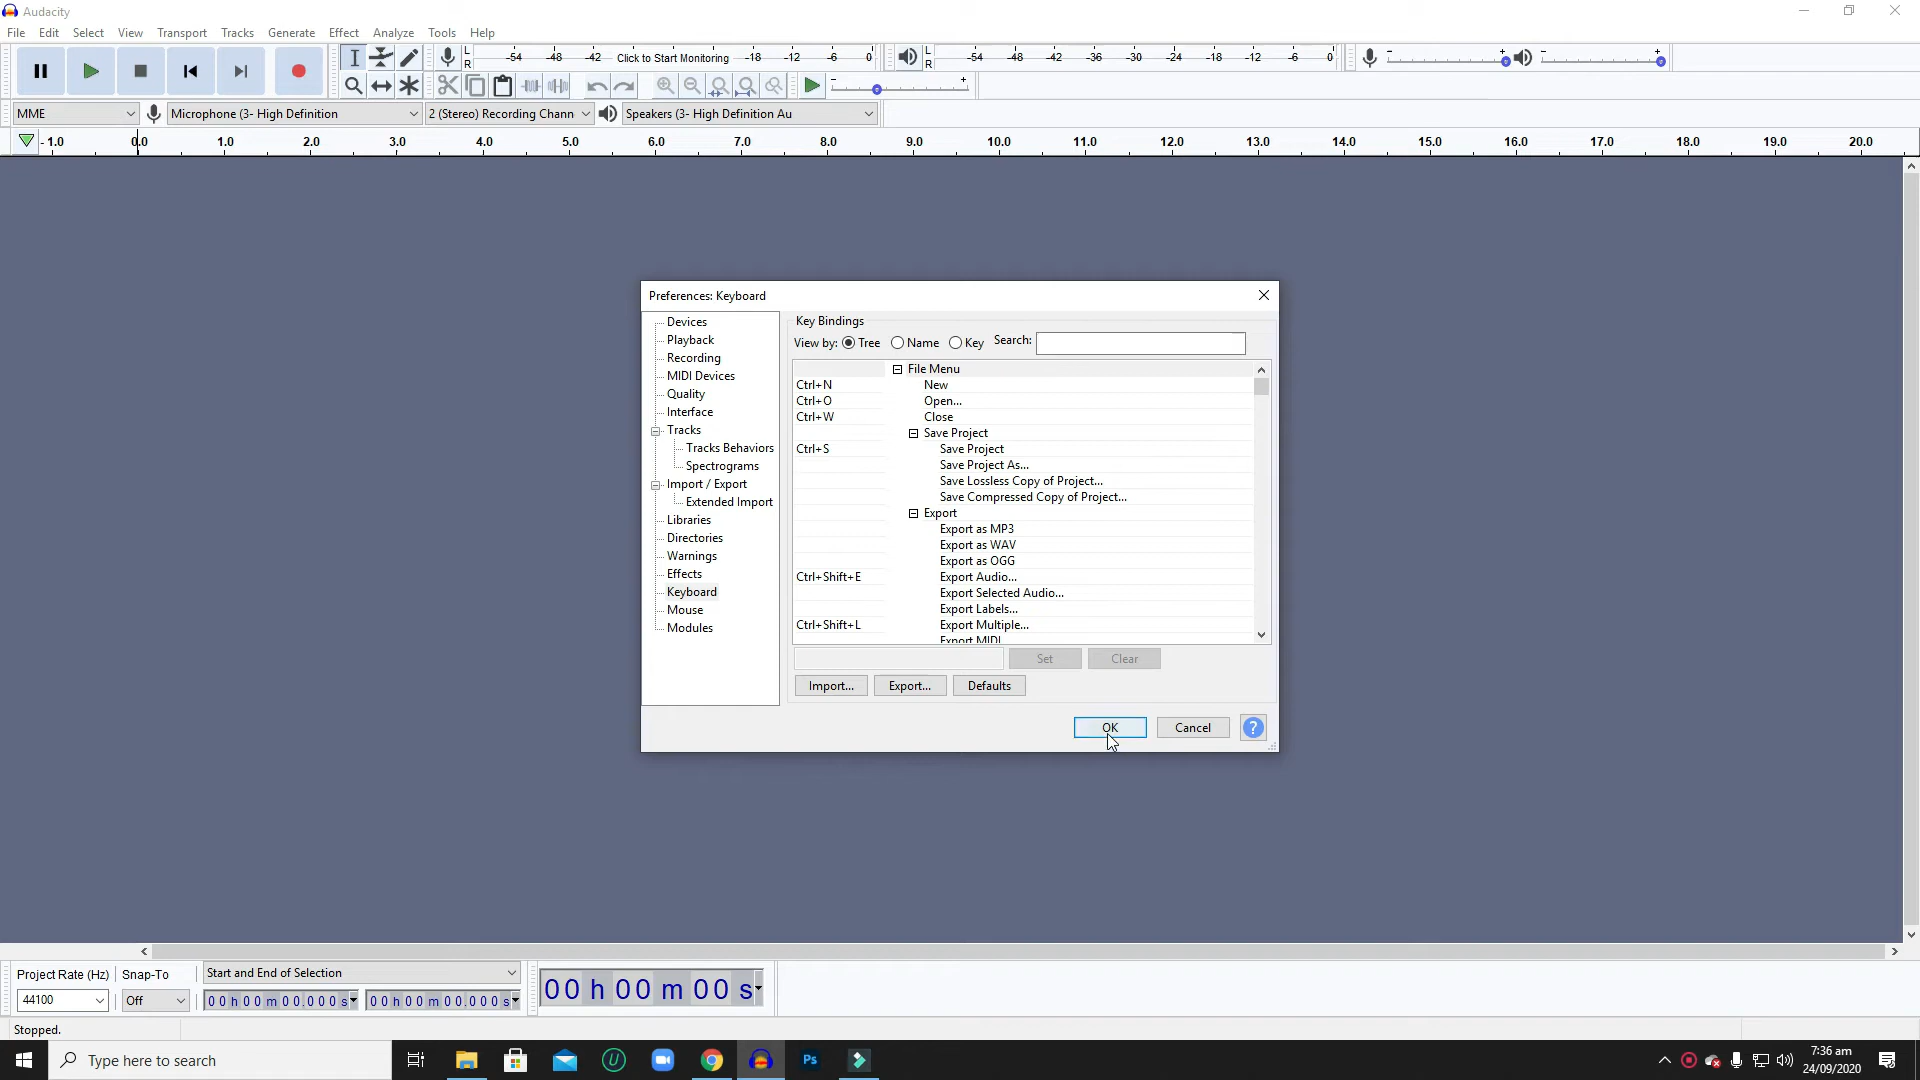 Audacity
File Edit Select View Transport Tracks Generate Effect Analyze Tools Help
L R -54 -48 -42 Click to Start Monitoring -18 -12 -6 0 L R -54 -48 -42 -36 -30 -24 -18 -12 -6 0 - + - +
- +
MME Microphone (3- High Definition 2 (Stereo) Recording Chann Speakers (3- High Definition Au
- 1.0 0.0 1.0 2.0 3.0 4.0 5.0 6.0 7.0 8.0 9.0 10.0 11.0 12.0 13.0 14.0 15.0 16.0 17.0 18.0 19.0 20.0
Preferences: Keyboard
Devices
Playback
Recording
MIDI Devices
Quality
Interface
Tracks
Tracks Behaviors
Spectrograms
Import / Export
Extended Import
Libraries
Directories
Warnings
Effects
Keyboard
Mouse
Modules
Key Bindings
View by: Tree Name Key Search:
File Menu
Ctrl+N New
Ctrl+O Open...
Ctrl+W Close
Save Project
Ctrl+S Save Project
Save Project As...
Save Lossless Copy of Project...
Save Compressed Copy of Project...
Export
Export as MP3
Export as WAV
Export as OGG
Ctrl+Shift+E Export Audio...
Export Selected Audio...
Export Labels...
Ctrl+Shift+L Export Multiple...
Export MIDI
Set Clear
Import... Export... Defaults
OK Cancel ?
Project Rate (Hz) Snap-To Start and End of Selection
44100 Off 00 h 00 m 00.000 s 00 h 00 m 00.000 s 00 h 00 m 00 s
Stopped.
Type here to search Ps 7:36 am
24/09/2020